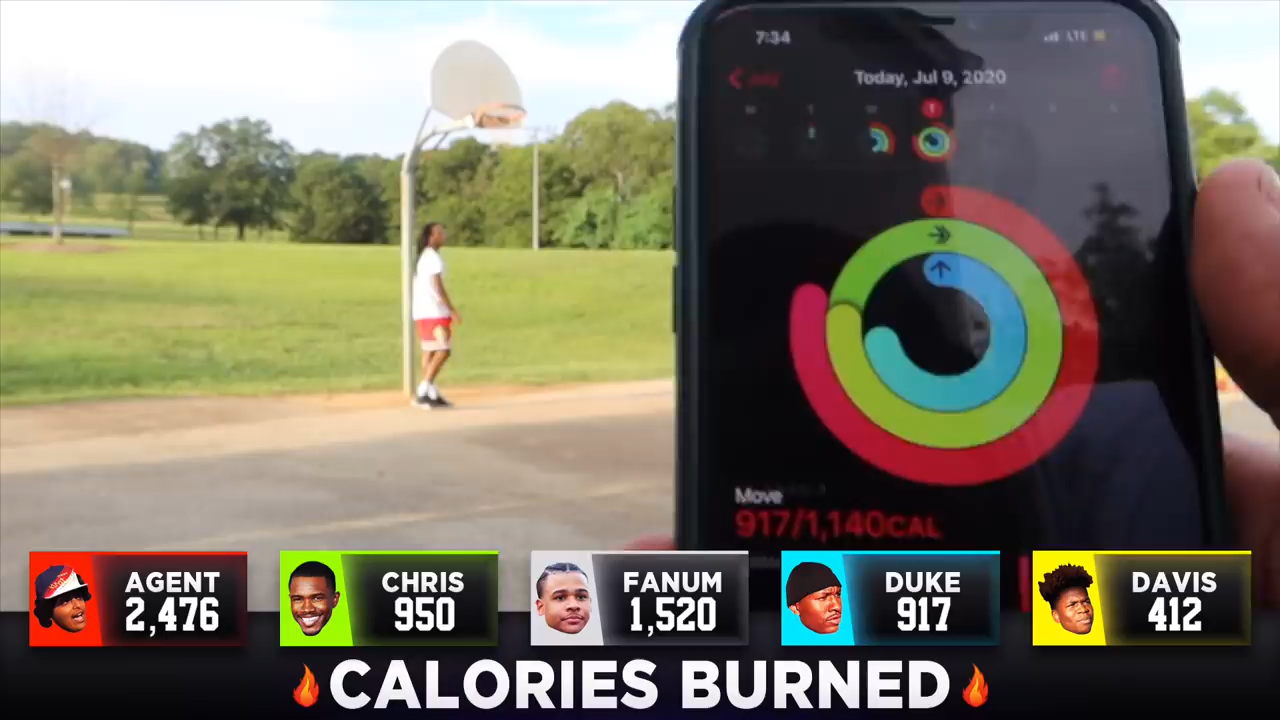 7:34
LTE
Today, Jul 9, 2020
M T W T F S S
Move
917/1,140CAL
AGENT
2,476
CHRIS
950
FANUM
1,520
DUKE
917
DAVIS
412
🔥CALORIES BURNED🔥